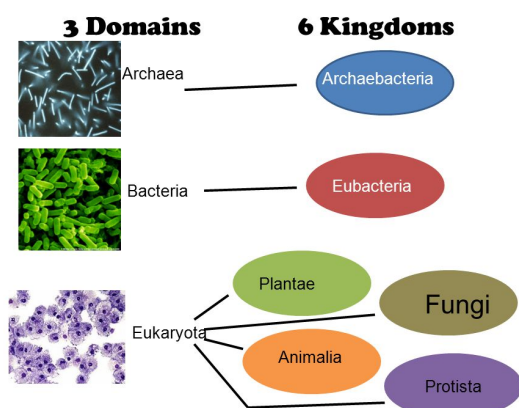 3 Domains
6 Kingdoms
Archaea
Archaebacteria
Bacteria
Eubacteria
Plantae
Fungi
Eukaryota
Animalia
Protista